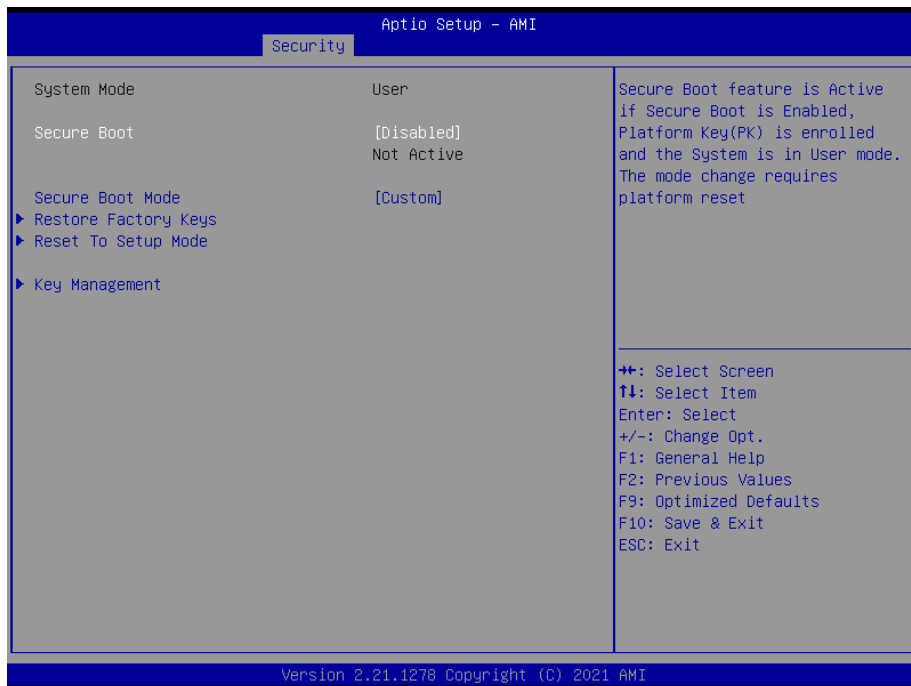 Aptio Setup – AMI
Security
System Mode User
Secure Boot [Disabled]
Not Active
Secure Boot Mode [Custom]
▶ Restore Factory Keys
▶ Reset To Setup Mode
▶ Key Management
Secure Boot feature is Active
if Secure Boot is Enabled,
Platform Key(PK) is enrolled
and the System is in User mode.
The mode change requires
platform reset
→←: Select Screen
↑↓: Select Item
Enter: Select
+/-: Change Opt.
F1: General Help
F2: Previous Values
F9: Optimized Defaults
F10: Save & Exit
ESC: Exit
Version 2.21.1278 Copyright (C) 2021 AMI